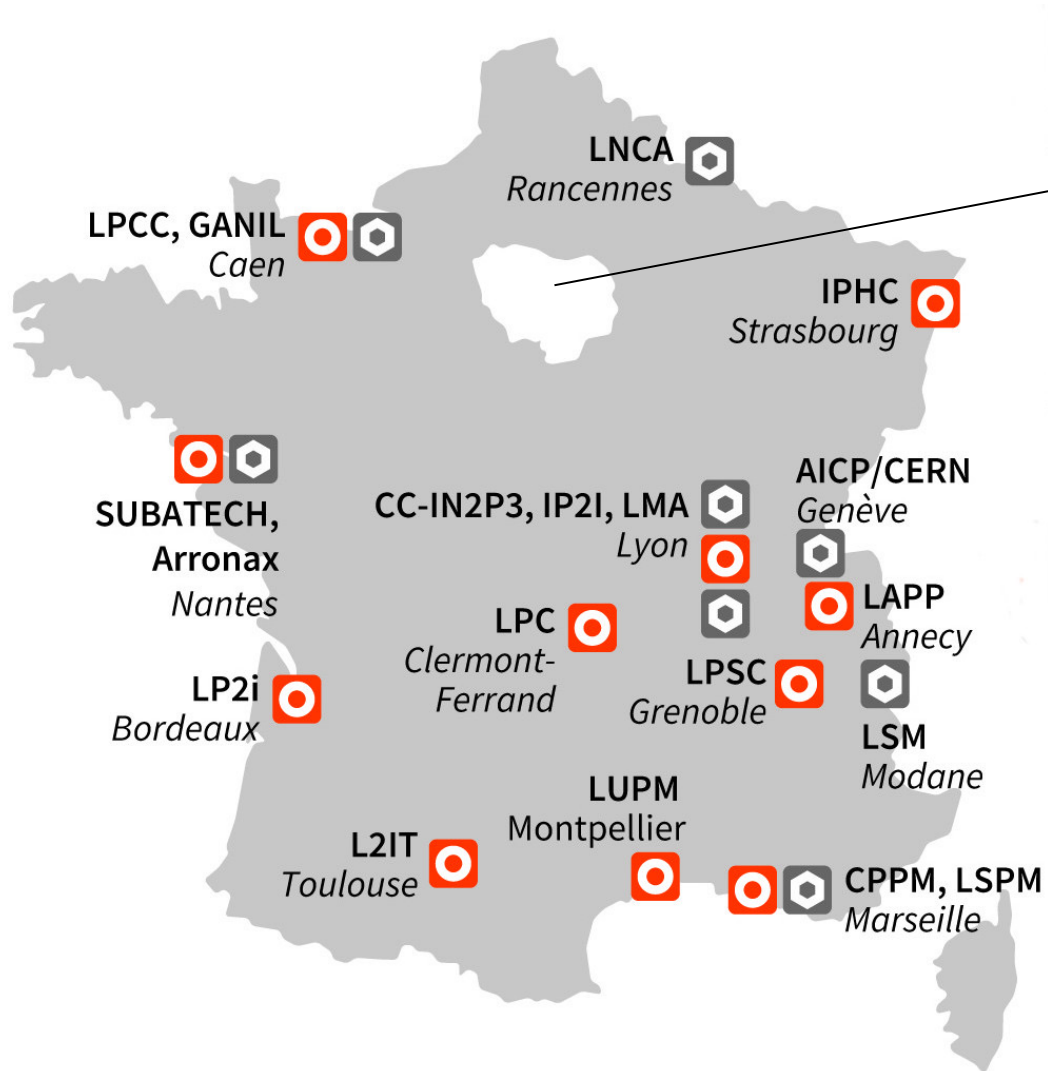 LNCA
Rancennes
LPCC, GANIL
Caen
IPHC
Strasbourg
SUBATECH,
Arronax
Nantes
CC-IN2P3, IP2I, LMA
Lyon
AICP/CERN
Genève
LAPP
Annecy
LPC
Clermont-
Ferrand
LPSC
Grenoble
LP2i
Bordeaux
LSM
Modane
LUPM
Montpellier
L2IT
Toulouse
CPPM, LSPM
Marseille